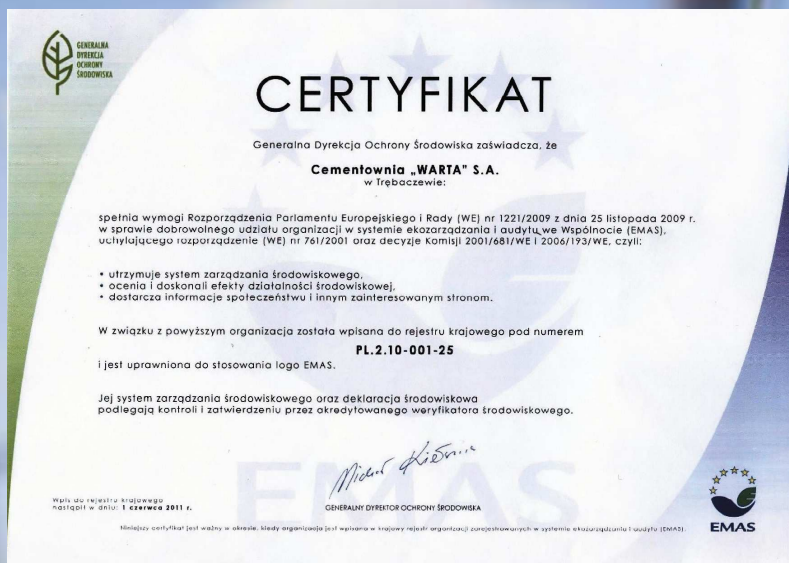 GENERALNA
DYREKCJA
OCHRONY
ŚRODOWISKA
CERTYFIKAT
Generalna Dyrekcja Ochrony Środowiska zaświadcza, że
Cementownia „WARTA" S.A.
w Trębaczewie:
spełnia wymogi Rozporządzenia Parlamentu Europejskiego i Rady (WE) nr 1221/2009 z dnia 25 listopada 2009 r.
w sprawie dobrowolnego udziału organizacji w systemie ekozarządzania i audytu we Wspólnocie (EMAS),
uchylającego rozporządzenie (WE) nr 761/2001 oraz decyzje Komisji 2001/681/WE i 2006/193/WE, czyli:
• utrzymuje system zarządzania środowiskowego,
• ocenia i doskonali efekty działalności środowiskowej,
• dostarcza informacje społeczeństwu i innym zainteresowanym stronom.
W związku z powyższym organizacja została wpisana do rejestru krajowego pod numerem
PL.2.10-001-25
i jest uprawniona do stosowania logo EMAS.
Jej system zarządzania środowiskowego oraz deklaracja środowiskowa
podlegają kontroli i zatwierdzeniu przez akredytowanego weryfikatora środowiskowego.
EMAS
Wpis do rejestru krajowego
nastąpił w dniu: 1 czerwca 2011 r.
GENERALNY DYREKTOR OCHRONY ŚRODOWISKA
EMAS
Niniejszy certyfikat jest ważny w okresie, kiedy organizacja jest wpisana w krajowy rejestr organizacji zarejestrowanych w systemie ekozarządzania i audytu (EMAS).